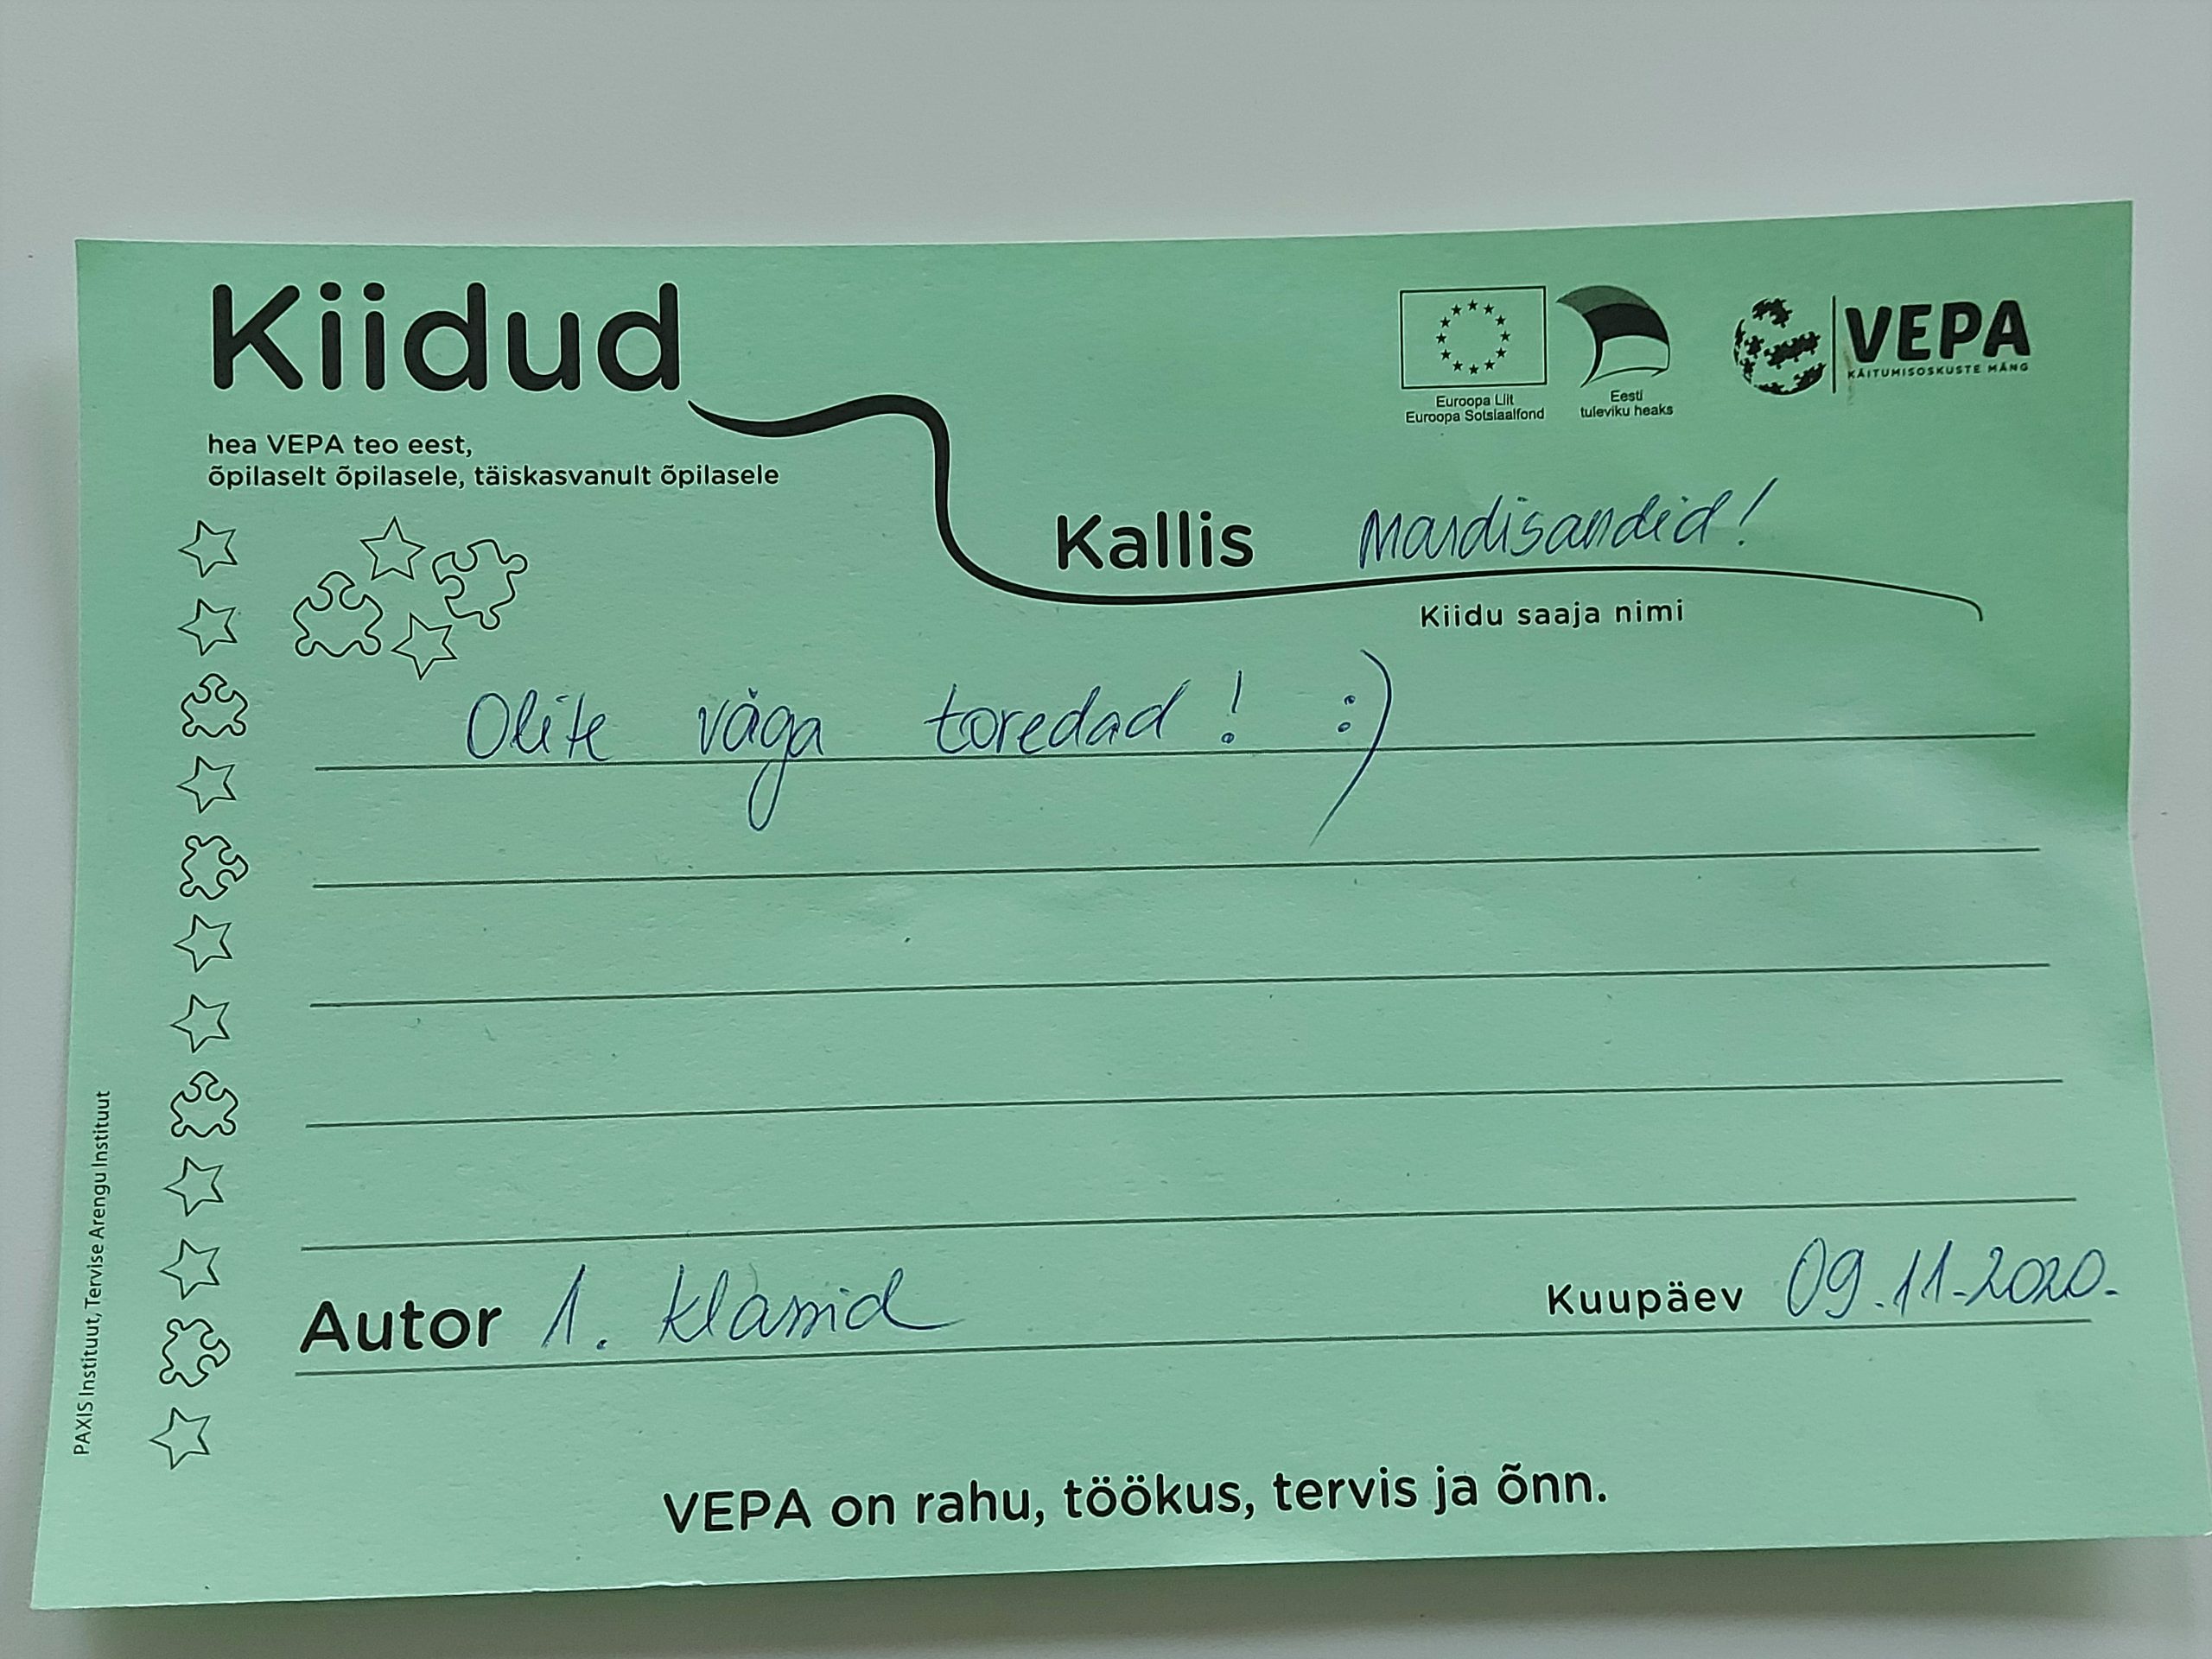 Kiidud
hea VEPA teo eest,
õpilaselt õpilasele, täiskasvanult õpilasele
Euroopa Liit
Euroopa Sotsiaalfond
Eesti
tuleviku heaks
VEPA
KÄITUMISOSKUSTE MÄNG
Kallis Mardisandid!
Kiidu saaja nimi
Olite väga toredad! :)
Autor 1. klassid
Kuupäev 09.11.2020.
VEPA on rahu, töökus, tervis ja õnn.
PAXIS Instituut, Tervise Arengu Instituut